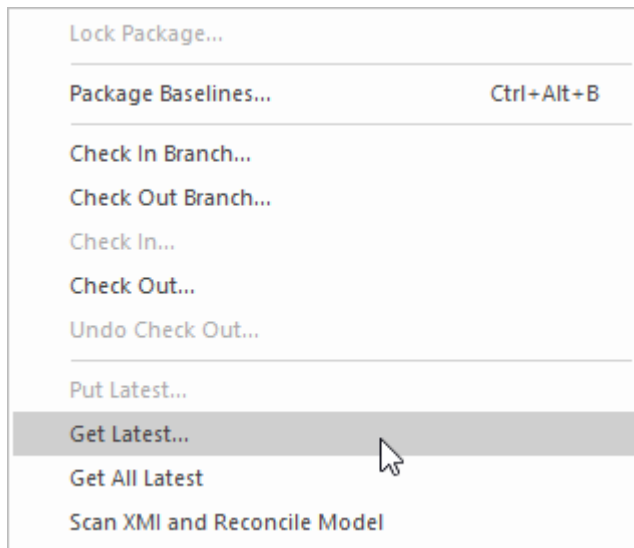 Lock Package...
Package Baselines... Ctrl+Alt+B
Check In Branch...
Check Out Branch...
Check In...
Check Out...
Undo Check Out...
Put Latest...
Get Latest...
Get All Latest
Scan XMI and Reconcile Model